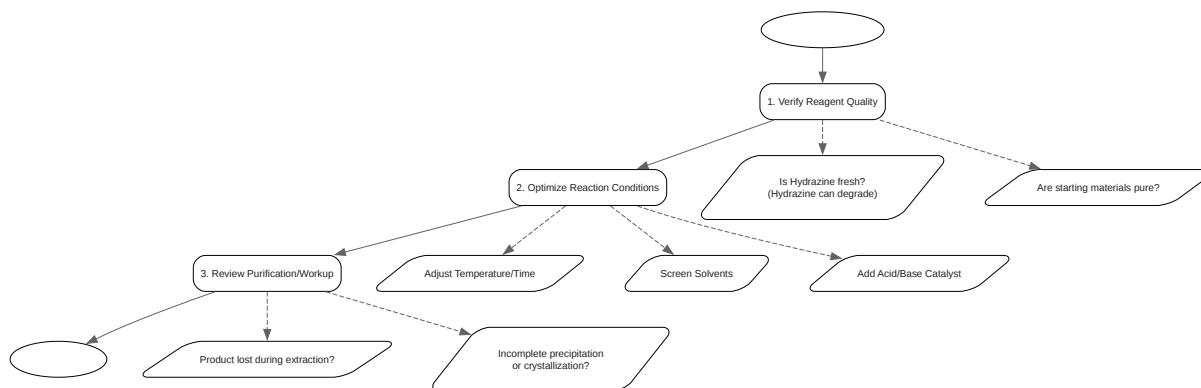 1. Verify Reagent Quality
Is Hydrazine fresh?
(Hydrazine can degrade)
Are starting materials pure?
2. Optimize Reaction Conditions
Adjust Temperature/Time
Screen Solvents
Add Acid/Base Catalyst
3. Review Purification/Workup
Product lost during extraction?
Incomplete precipitation
or crystallization?